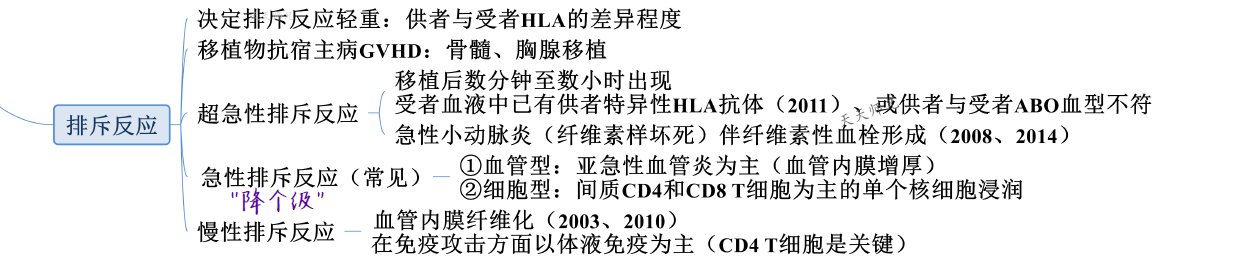 决定排斥反应轻重：供者与受者HLA的差异程度
移植物抗宿主病GVHD：骨髓、胸腺移植
排斥反应
超急性排斥反应
移植后数分钟至数小时出现
受者血液中已有供者特异性HLA抗体（2011）、或供者与受者ABO血型不符
急性小动脉炎（纤维素样坏死）伴纤维素性血栓形成（2008、2014）
急性排斥反应（常见）
①血管型：亚急性血管炎为主（血管内膜增厚）
②细胞型：间质CD4和CD8 T细胞为主的单个核细胞浸润
"降个级"
慢性排斥反应
血管内膜纤维化（2003、2010）
在免疫攻击方面以体液免疫为主（CD4 T细胞是关键）